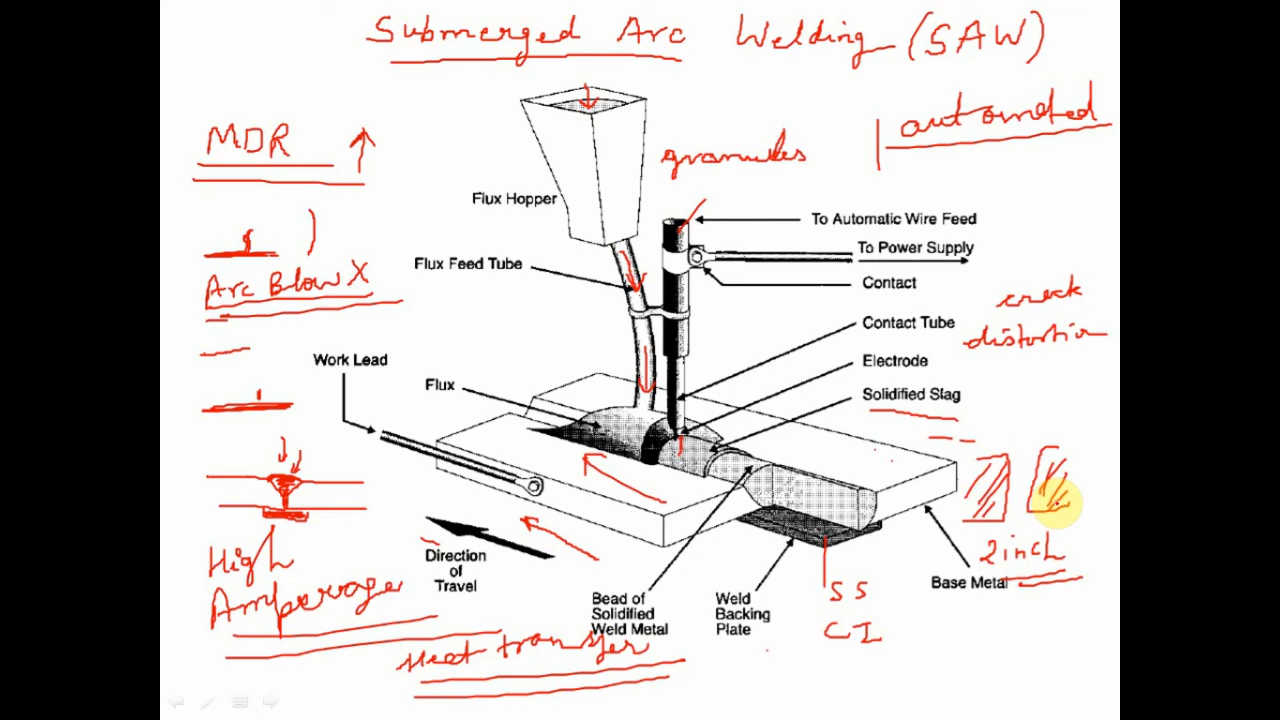 Submerged Arc Welding (SAW)
automated
MDR
granules
Flux Hopper
To Automatic Wire Feed
To Power Supply
Flux Feed Tube
Arc Blow X
Contact
crack
distortion
Contact Tube
Work Lead
Electrode
Flux
Solidified Slag
High
Amperage
Direction
of
Travel
2 inch
Base Metal
Bead of
Solidified
Weld Metal
Weld
Backing
Plate
SS
CI
Heat transfer